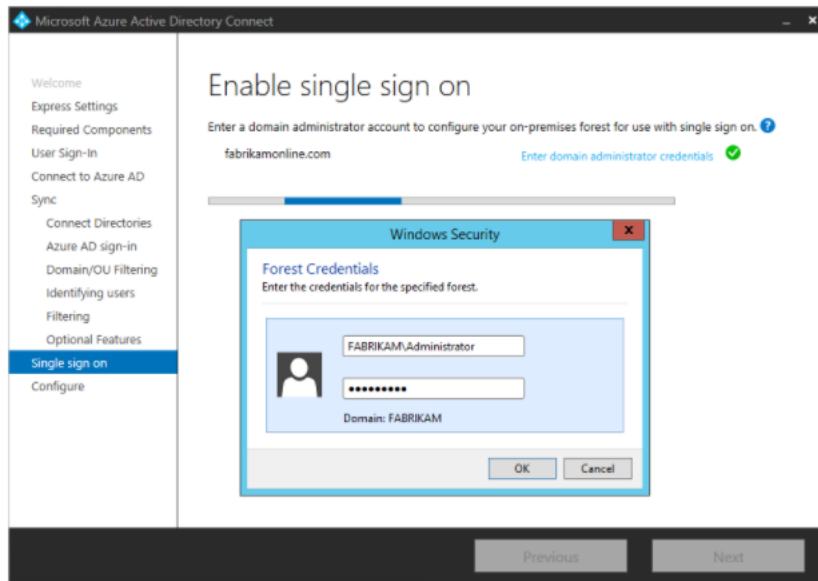 Microsoft Azure Active Directory Connect
Welcome
Express Settings
Required Components
User Sign-In
Connect to Azure AD
Sync
Connect Directories
Azure AD sign-in
Domain/OU Filtering
Identifying users
Filtering
Optional Features
Single sign on
Configure
Enable single sign on
Enter a domain administrator account to configure your on-premises forest for use with single sign on. ?
fabrikamonline.com Enter domain administrator credentials
Windows Security x
Forest Credentials
Enter the credentials for the specified forest.
FABRIKAM\Administrator
•••••••••
Domain: FABRIKAM
OK Cancel
Previous Next